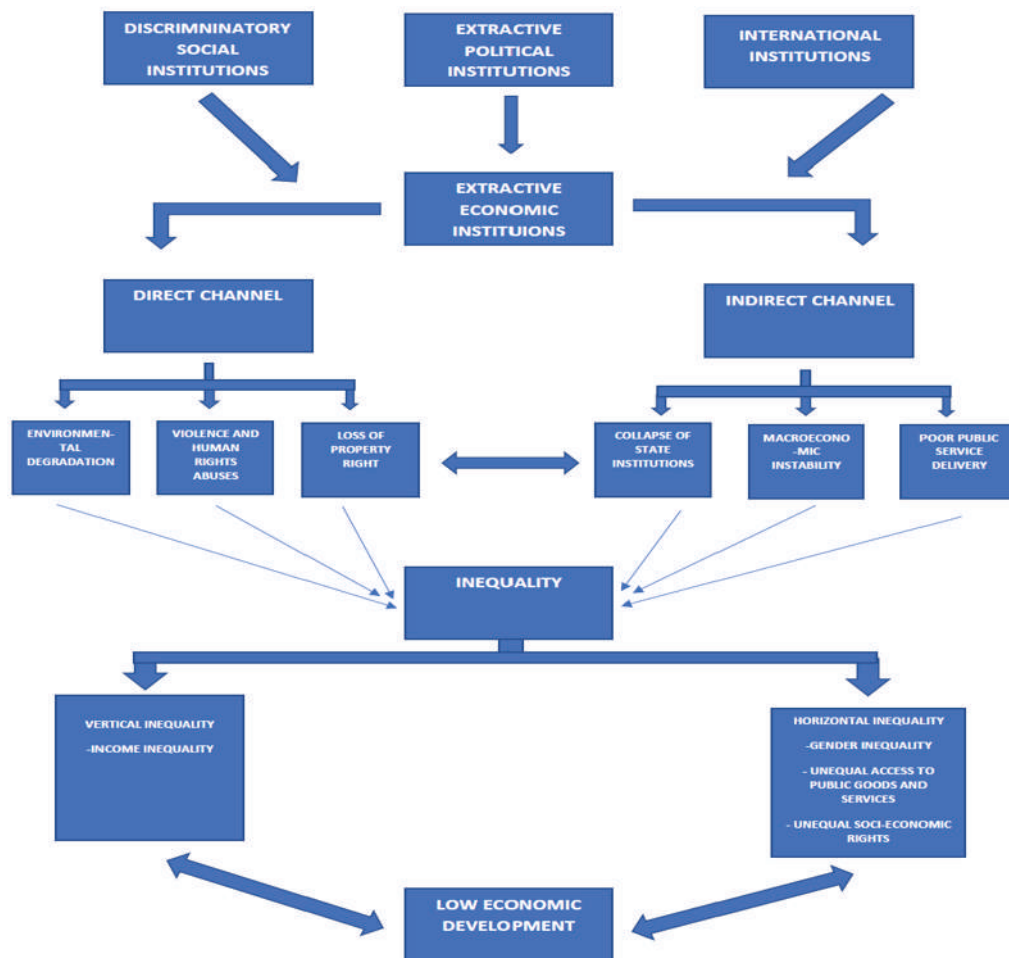 DISCRIMNINATORY
SOCIAL
INSTITUTIONS
EXTRACTIVE
POLITICAL
INSTITUTIONS
INTERNATIONAL
INSTITUTIONS
EXTRACTIVE
ECONOMIC
INSTITUIONS
DIRECT CHANNEL
INDIRECT CHANNEL
ENVIRONMEN-
TAL
DEGRADATION
VIOLENCE AND
HUMAN
RIGHTS
ABUSES
LOSS OF
PROPERTY
RIGHT
COLLAPSE OF
STATE
INSTITUTIONS
MACROECONO
-MIC
INSTABILITY
POOR PUBLIC
SERVICE
DELIVERY
INEQUALITY
VERTICAL INEQUALITY
-INCOME INEQUALITY
HORIZONTAL INEQUALITY
-GENDER INEQUALITY
- UNEQUAL ACCESS TO
PUBLIC GOODS AND
SERVICES
- UNEQUAL SOCI-ECONOMIC
RIGHTS
LOW ECONOMIC
DEVELOPMENT